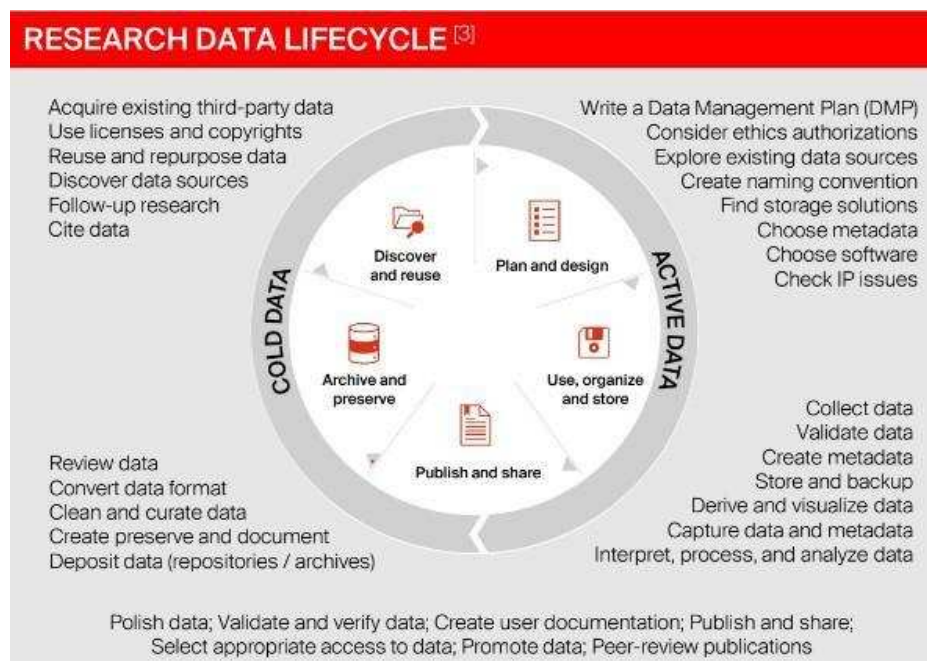 RESEARCH DATA LIFECYCLE [3]
Acquire existing third-party data
Use licenses and copyrights
Reuse and repurpose data
Discover data sources
Follow-up research
Cite data
Write a Data Management Plan (DMP)
Consider ethics authorizations
Explore existing data sources
Create naming convention
Find storage solutions
Choose metadata
Choose software
Check IP issues
Discover
and reuse
Plan and design
COLD DATA
ACTIVE DATA
Archive and
preserve
Use, organize
and store
Publish and share
Review data
Convert data format
Clean and curate data
Create preserve and document
Deposit data (repositories / archives)
Collect data
Validate data
Create metadata
Store and backup
Derive and visualize data
Capture data and metadata
Interpret, process, and analyze data
Polish data; Validate and verify data; Create user documentation; Publish and share;
Select appropriate access to data; Promote data; Peer-review publications